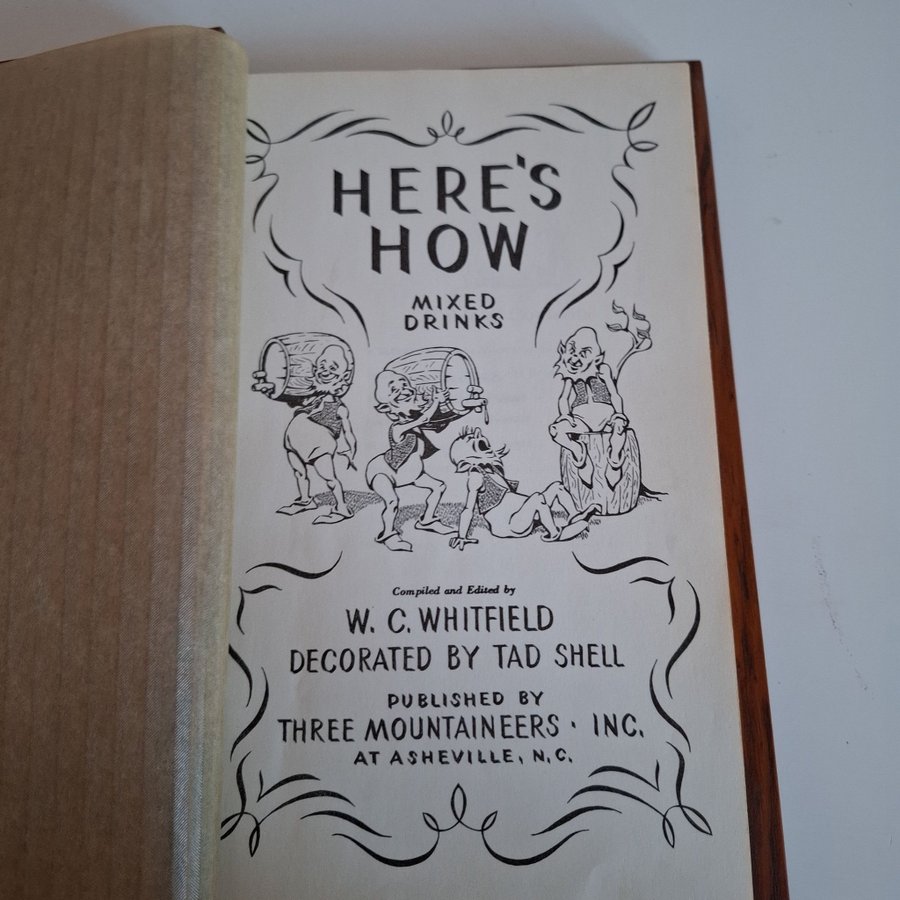 HERE'S
HOW
MIXED
DRINKS
Compiled and Edited by
W. C. WHITFIELD
DECORATED BY TAD SHELL
PUBLISHED BY
THREE MOUNTAINEERS · INC.
AT ASHEVILLE, N.C.